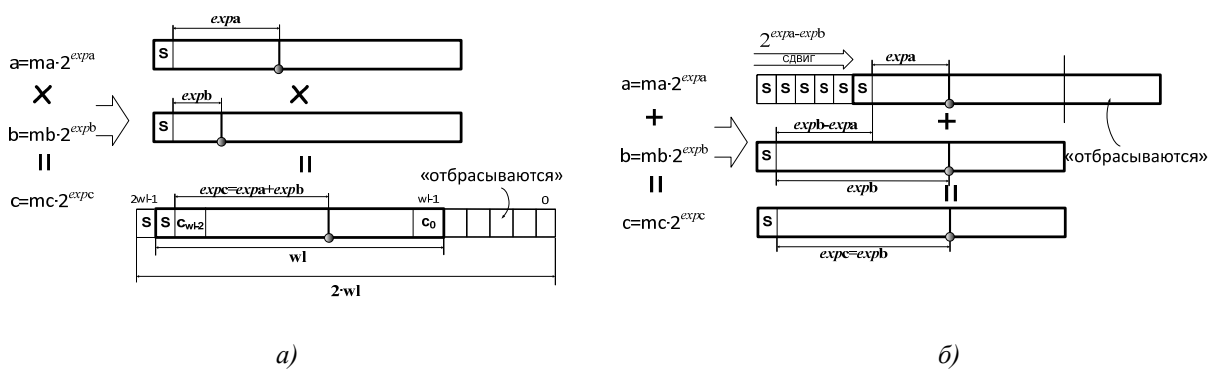 expa
S
a=ma·2^expa
×
×
expb
S
b=mb·2^expb
=
=
«отбрасываются»
c=mc·2^expc
2wl-1
expc=expa+expb
wl-1
0
S S c_wl-2 c_0
wl
2·wl
а)
2^expa-expb
СДВИГ
expa
a=ma·2^expa
S S S S S S
+
+
expb-expa
b=mb·2^expb
S
«отбрасываются»
expb
=
=
c=mc·2^expc
S
expc=expb
б)